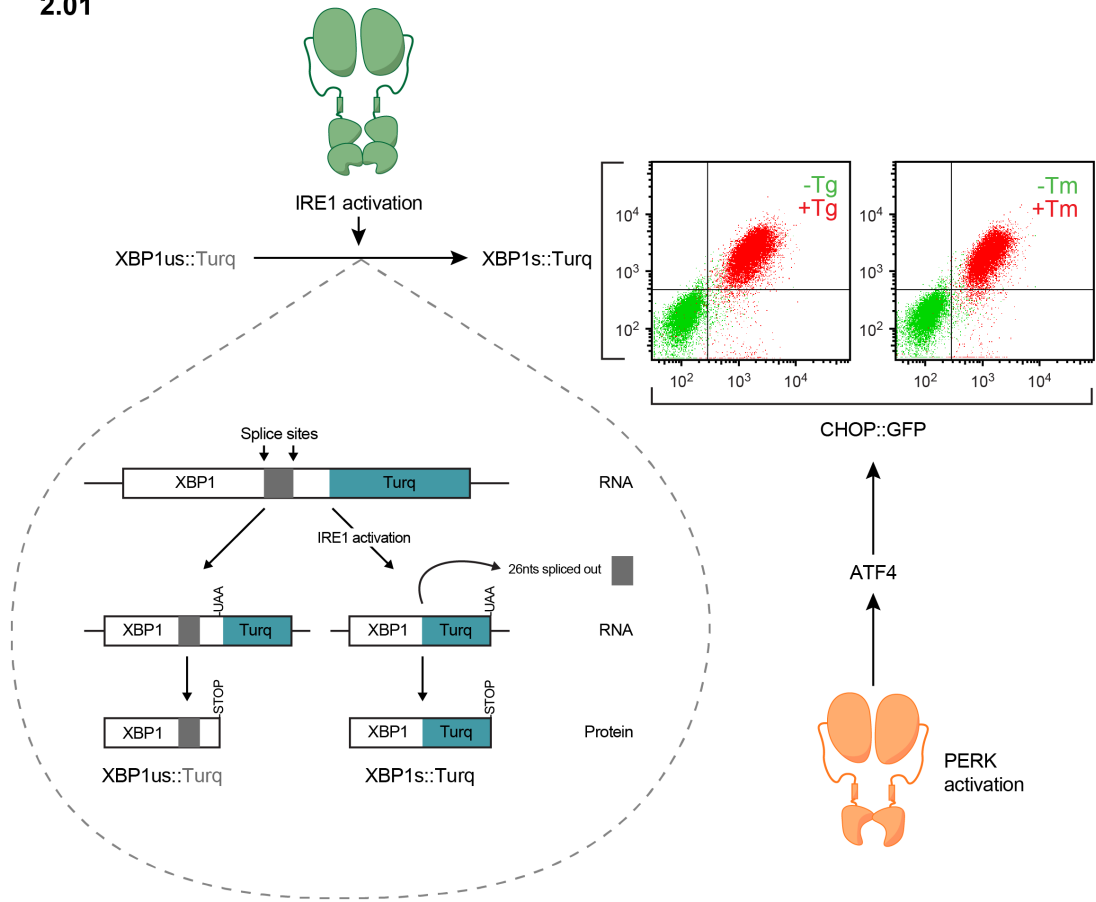 2.01
IRE1 activation
XBP1us::Turq
XBP1s::Turq
-Tg
+Tg
10⁴
10³
10²
10² 10³ 10⁴
-Tm
+Tm
10⁴
10³
10²
10² 10³ 10⁴
CHOP::GFP
Splice sites
XBP1 Turq RNA
IRE1 activation
26nts spliced out
ATF4
UAA
UAA
XBP1 Turq XBP1 Turq RNA
STOP
STOP
XBP1 XBP1 Turq Protein
XBP1us::Turq XBP1s::Turq
PERK
activation